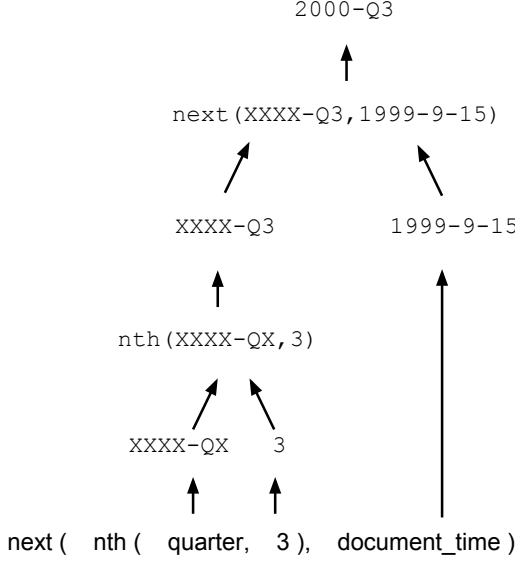 2000-Q3
next(XXXX-Q3,1999-9-15)
XXXX-Q3 1999-9-15
nth(XXXX-QX,3)
XXXX-QX 3
next ( nth ( quarter, 3 ), document_time )